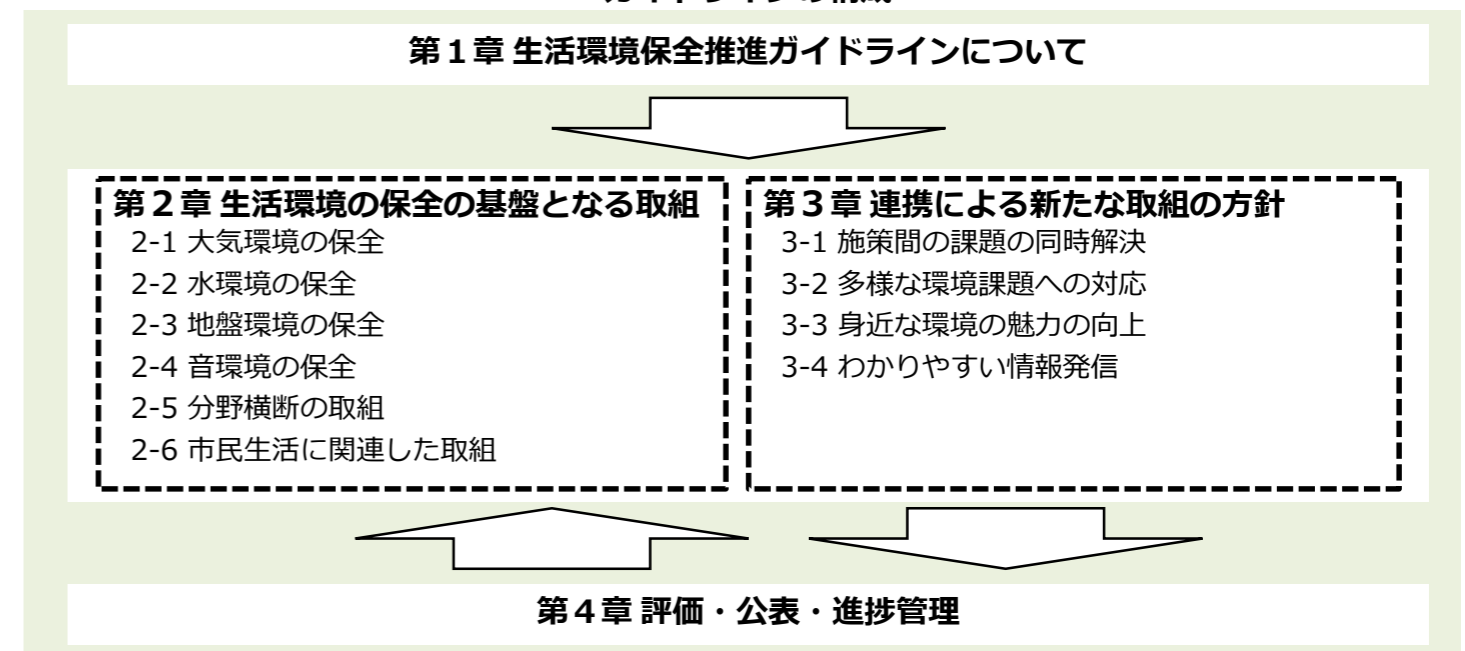 第１章 生活環境保全推進ガイドラインについて
第２章 生活環境の保全の基盤となる取組
2-1 大気環境の保全
2-2 水環境の保全
2-3 地盤環境の保全
2-4 音環境の保全
2-5 分野横断の取組
2-6 市民生活に関連した取組
第３章 連携による新たな取組の方針
3-1 施策間の課題の同時解決
3-2 多様な環境課題への対応
3-3 身近な環境の魅力の向上
3-4 わかりやすい情報発信
第４章 評価・公表・進捗管理